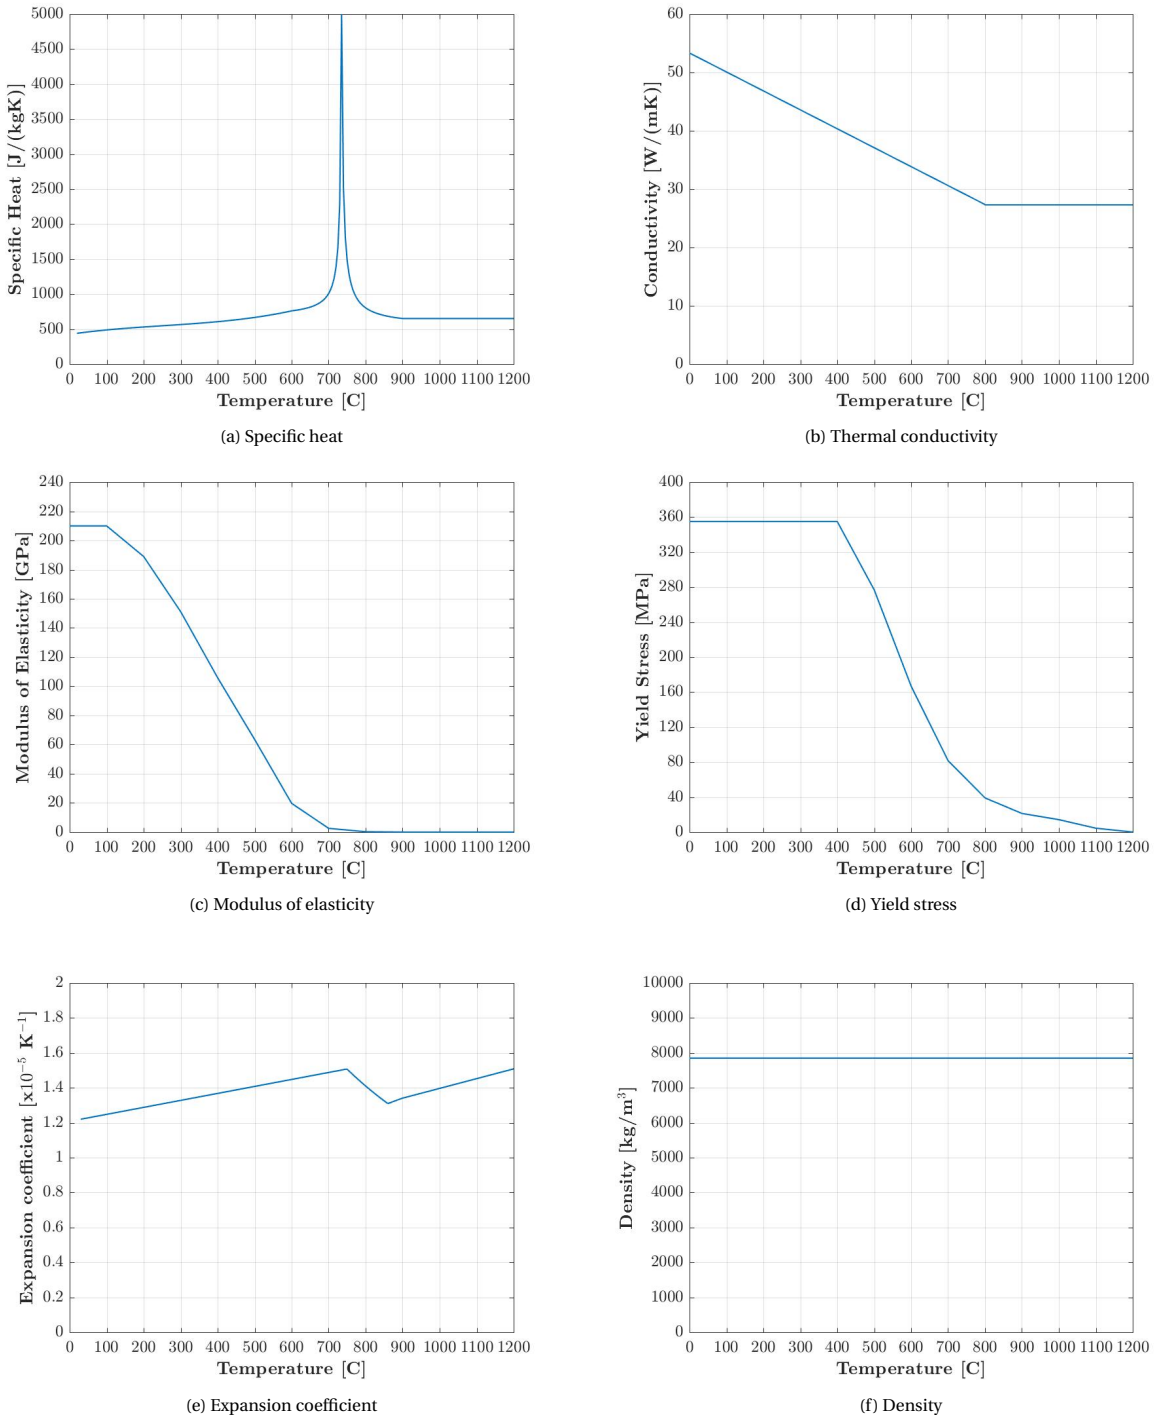 5000
4500
4000
3500
3000
2500
2000
1500
1000
500
0
Specific Heat [J/(kgK)]
0 100 200 300 400 500 600 700 800 900 1000 1100 1200
Temperature [C]
(a) Specific heat
60
50
40
30
20
10
0
Conductivity [W/(mK)]
0 100 200 300 400 500 600 700 800 900 1000 1100 1200
Temperature [C]
(b) Thermal conductivity
240
220
200
180
160
140
120
100
80
60
40
20
0
Modulus of Elasticity [GPa]
0 100 200 300 400 500 600 700 800 900 1000 1100 1200
Temperature [C]
(c) Modulus of elasticity
400
360
320
280
240
200
160
120
80
40
0
Yield Stress [MPa]
0 100 200 300 400 500 600 700 800 900 1000 1100 1200
Temperature [C]
(d) Yield stress
2
1.8
1.6
1.4
1.2
1
0.8
0.6
0.4
0.2
0
Expansion coefficient [x10⁻⁵ K⁻¹]
0 100 200 300 400 500 600 700 800 900 1000 1100 1200
Temperature [C]
(e) Expansion coefficient
10000
9000
8000
7000
6000
5000
4000
3000
2000
1000
0
Density [kg/m³]
0 100 200 300 400 500 600 700 800 900 1000 1100 1200
Temperature [C]
(f) Density